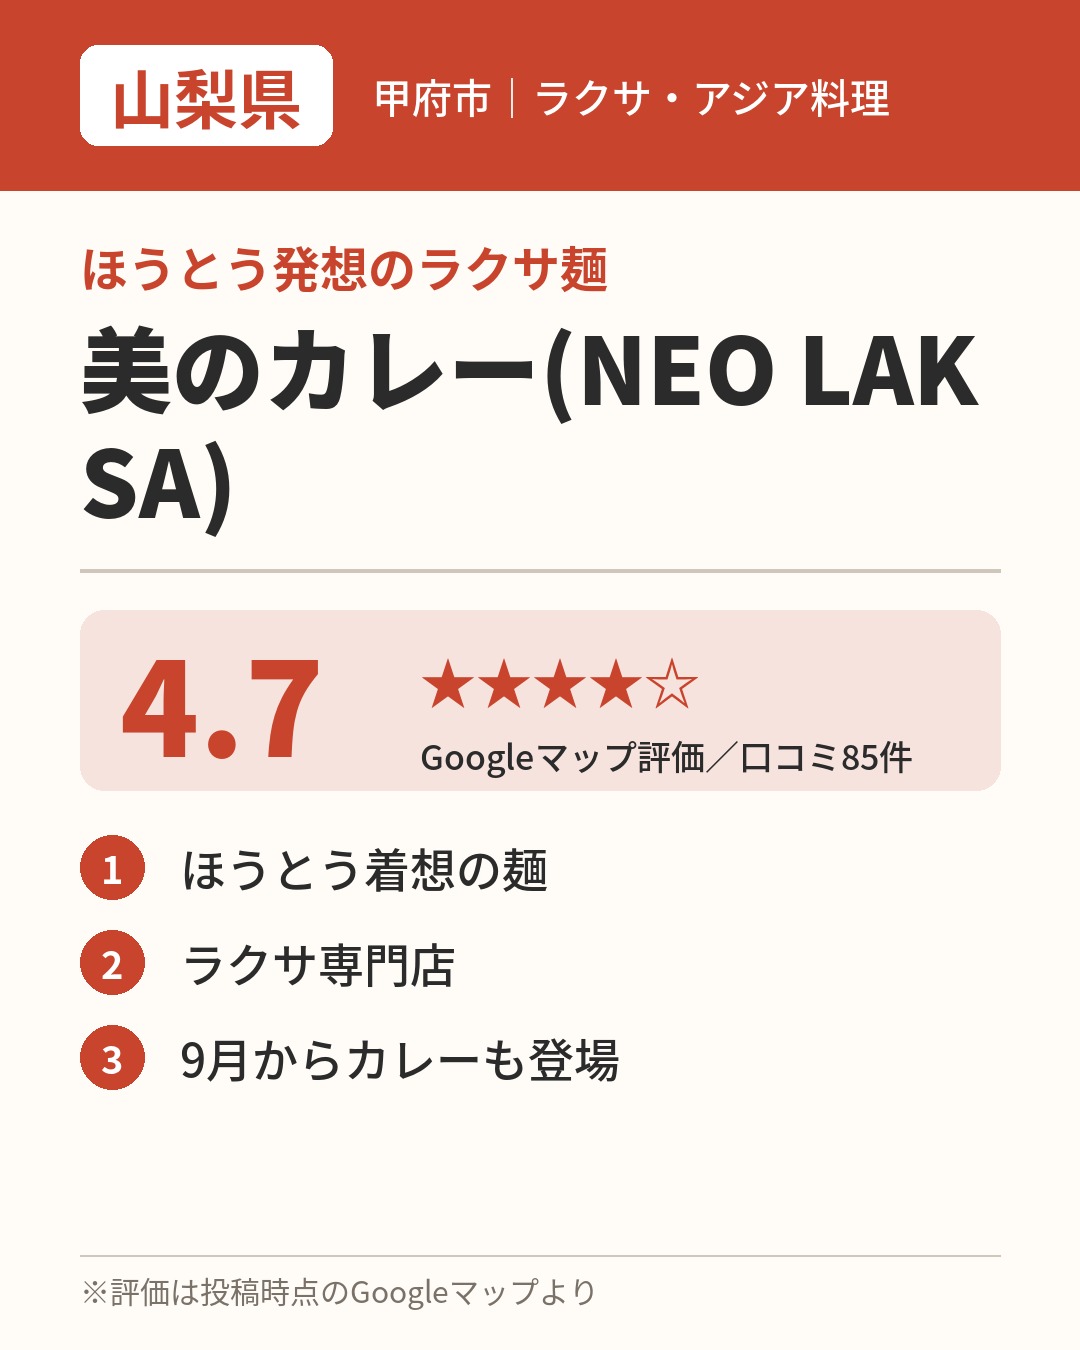 山梨県
甲府市｜ラクサ・アジア料理
ほうとう発想のラクサ麺
美のカレー(NEO LAK
SA)
4.7
★★★★☆
Googleマップ評価／口コミ85件
1 ほうとう着想の麺
2 ラクサ専門店
3 9月からカレーも登場
※評価は投稿時点のGoogleマップより